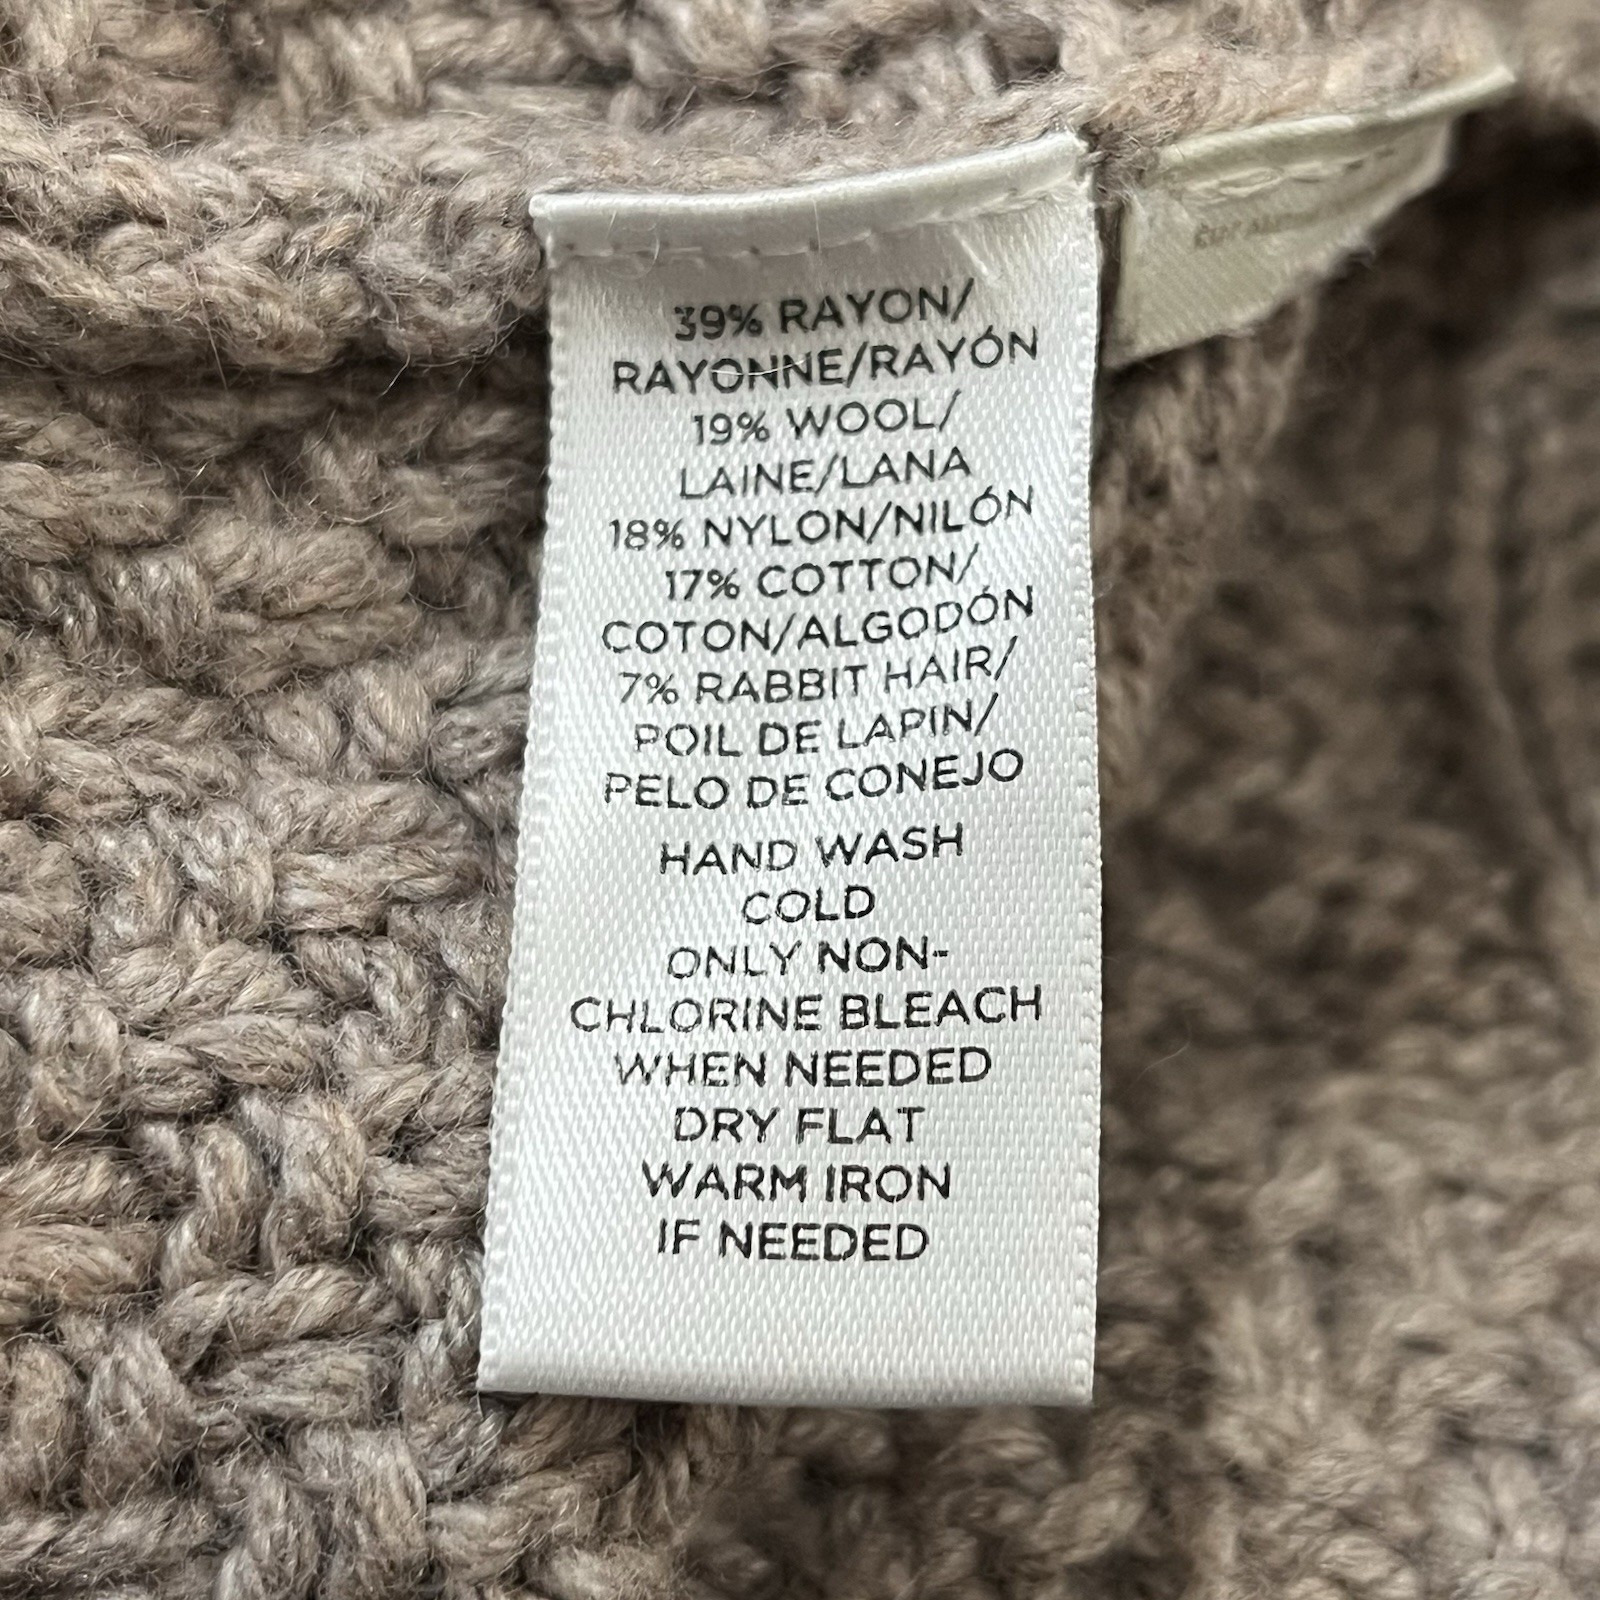 39% RAYON/
RAYONNE/RAYÓN
19% WOOL/
LAINE/LANA
18% NYLON/NILÓN
17% COTTON/
COTON/ALGODÓN
7% RABBIT HAIR/
POIL DE LAPIN/
PELO DE CONEJO
HAND WASH
COLD
ONLY NON-
CHLORINE BLEACH
WHEN NEEDED
DRY FLAT
WARM IRON
IF NEEDED